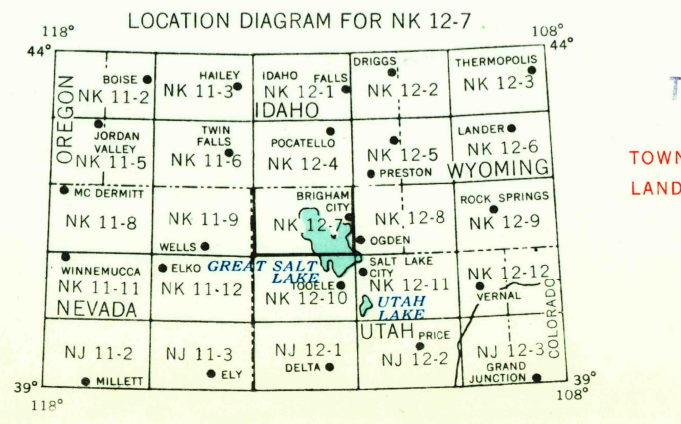 LOCATION DIAGRAM FOR NK 12-7
118°
108°
44°
44°
BOISE
NK 11-2
HAILEY
NK 11-3
IDAHO FALLS
NK 12-1
DRIGGS
NK 12-2
THERMOPOLIS
NK 12-3
OREGON
IDAHO
JORDAN
VALLEY
NK 11-5
TWIN
FALLS
NK 11-6
POCATELLO
NK 12-4
NK 12-5
PRESTON
LANDER
NK 12-6
WYOMING
TOWN
LAND
MC DERMITT
NK 11-8
NK 11-9
WELLS
BRIGHAM
CITY
NK 12-7
NK 12-8
OGDEN
ROCK SPRINGS
NK 12-9
WINNEMUCCA
NK 11-11
NEVADA
ELKO
NK 11-12
GREAT SALT
LAKE
TOOELE
NK 12-10
SALT LAKE
CITY
NK 12-11
UTAH
LAKE
UTAH
NK 12-12
VERNAL
COLORADO
NJ 11-2
MILLETT
NJ 11-3
ELY
NJ 12-1
DELTA
PRICE
NJ 12-2
NJ 12-3
GRAND
JUNCTION
39°
39°
118°
108°